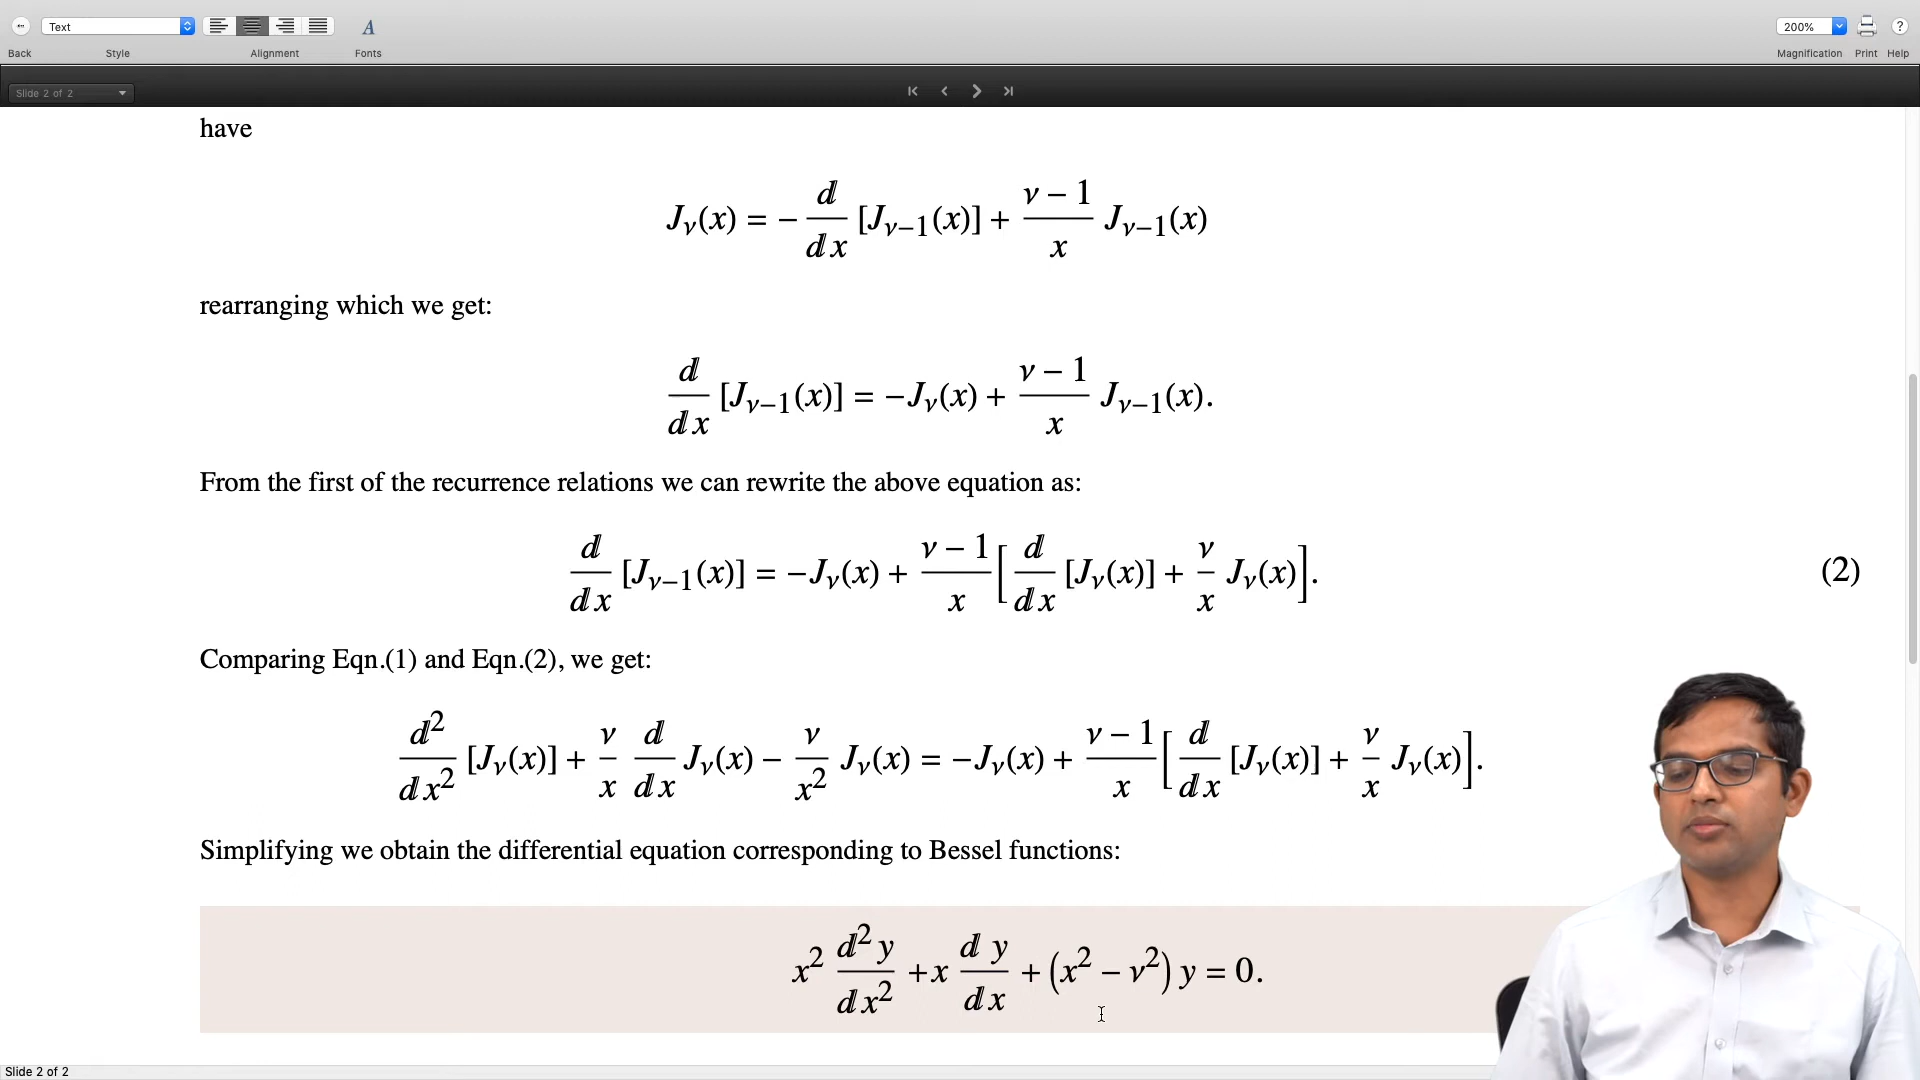 Text
200%
Back Style Alignment Fonts Magnification Print Help
Slide 2 of 2
have
J_ν(x) = − d/dx [J_{ν−1}(x)] + (ν − 1)/x J_{ν−1}(x)
rearranging which we get:
d/dx [J_{ν−1}(x)] = −J_ν(x) + (ν − 1)/x J_{ν−1}(x).
From the first of the recurrence relations we can rewrite the above equation as:
d/dx [J_{ν−1}(x)] = −J_ν(x) + (ν − 1)/x [d/dx [J_ν(x)] + ν/x J_ν(x)]. (2)
Comparing Eqn.(1) and Eqn.(2), we get:
d²/dx² [J_ν(x)] + ν/x d/dx J_ν(x) − ν/x² J_ν(x) = −J_ν(x) + (ν − 1)/x [d/dx [J_ν(x)] + ν/x J_ν(x)].
Simplifying we obtain the differential equation corresponding to Bessel functions:
x² d²y/dx² + x dy/dx + (x² − ν²) y = 0.
Slide 2 of 2